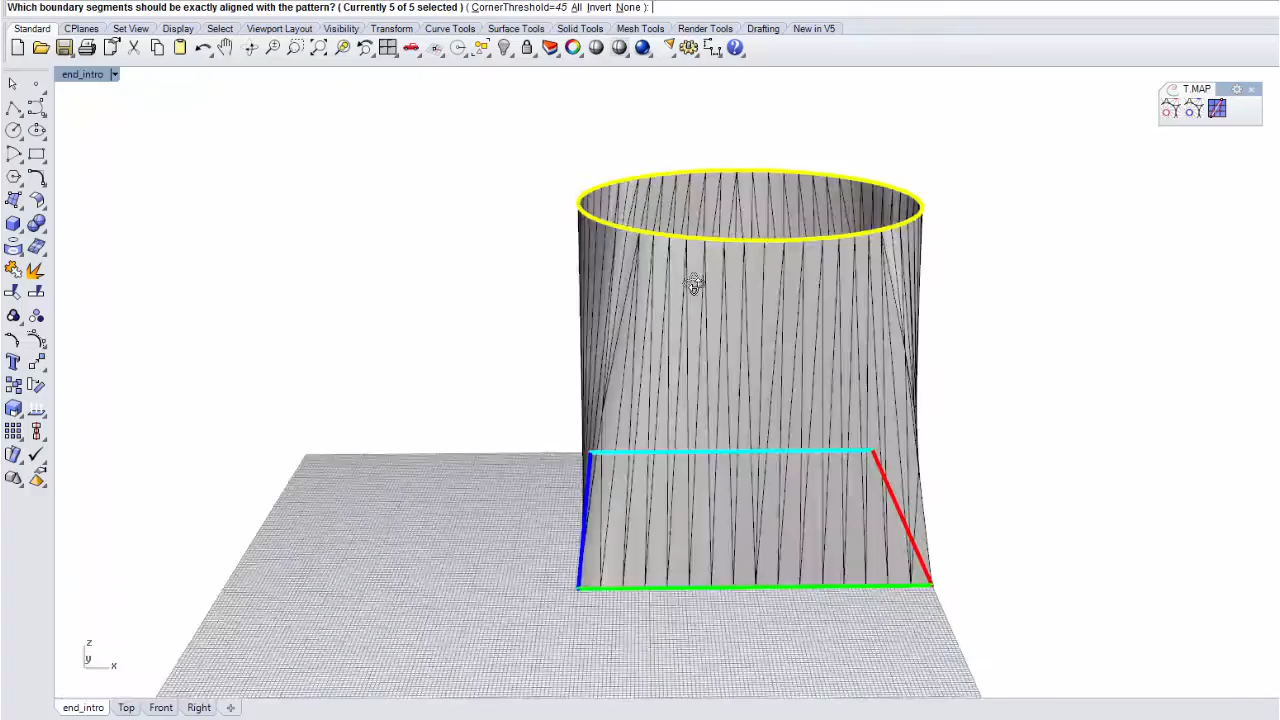 Which boundary segments should be exactly aligned with the pattern? ( Currently 5 of 5 selected ) ( CornerThreshold=45 All Invert None ):
Standard CPlanes Set View Display Select Viewport Layout Visibility Transform Curve Tools Surface Tools Solid Tools Mesh Tools Render Tools Drafting New in V5
end_intro
T.MAP
z
y x
end_intro Top Front Right